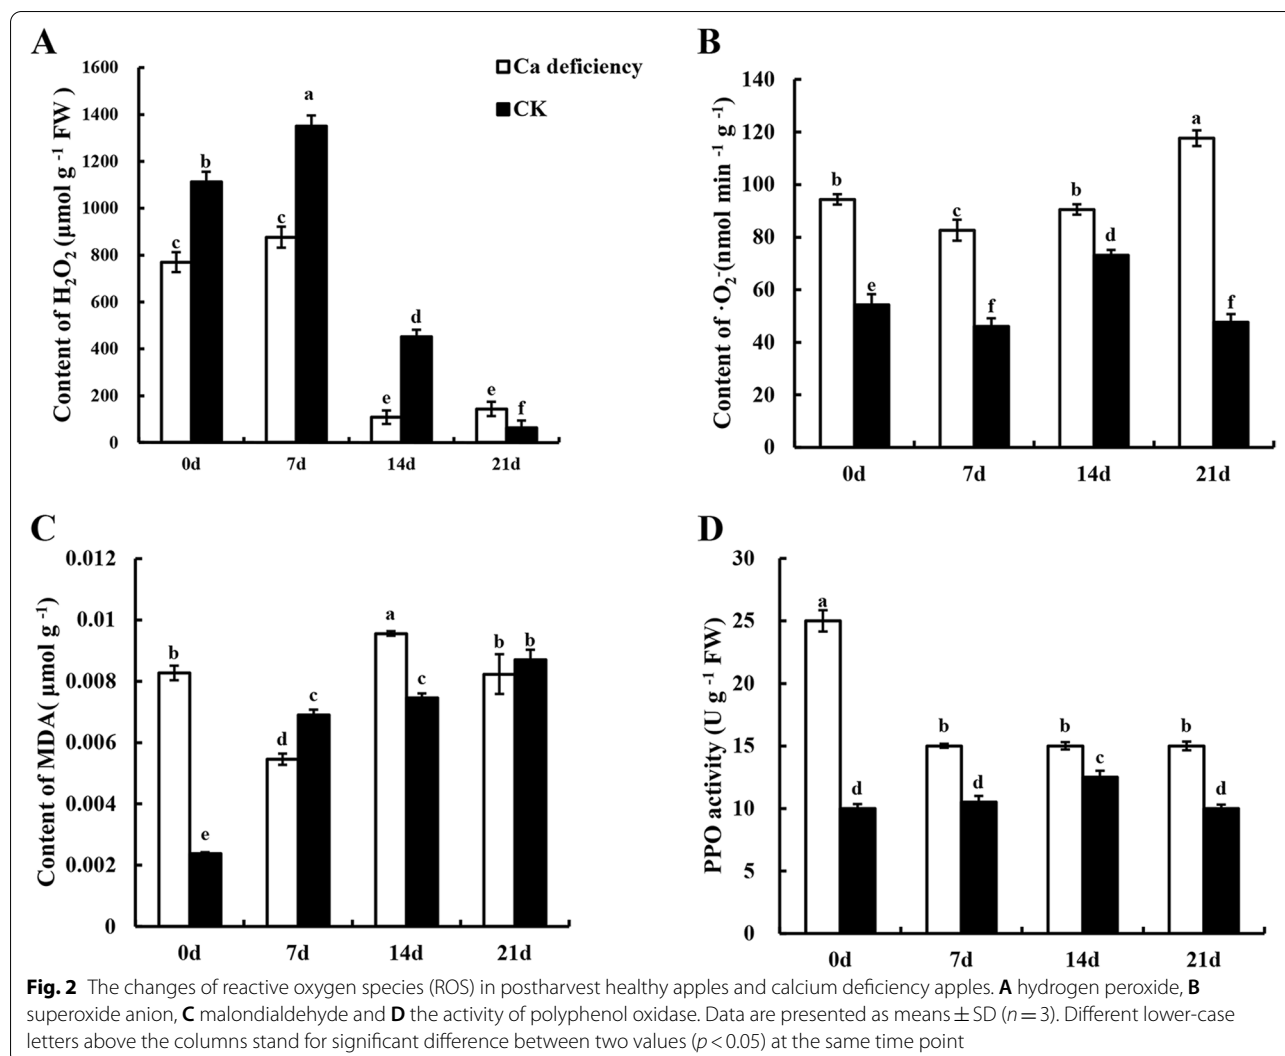 A
B
1600
1400
1200
1000
800
600
400
200
0
Content of H₂O₂ (µmol g ⁻¹ FW )
Ca deficiency
CK
c
b
c
a
e
d
e
f
0d 7d 14d 21d
140
120
100
80
60
40
20
0
Content of ·O₂⁻(nmol min ⁻¹ g ⁻¹)
b
e
c
f
b
d
a
f
0d 7d 14d 21d
C
D
0.012
0.01
0.008
0.006
0.004
0.002
0
Content of MDA( µmol g ⁻¹)
b
e
d
c
a
c
b
b
0d 7d 14d 21d
30
25
20
15
10
5
0
PPO activity (U g ⁻¹ FW)
a
d
b
d
b
c
b
d
0d 7d 14d 21d
Fig. 2 The changes of reactive oxygen species (ROS) in postharvest healthy apples and calcium deficiency apples. A hydrogen peroxide, B
superoxide anion, C malondialdehyde and D the activity of polyphenol oxidase. Data are presented as means ± SD (n = 3). Different lower-case
letters above the columns stand for significant difference between two values (p < 0.05) at the same time point